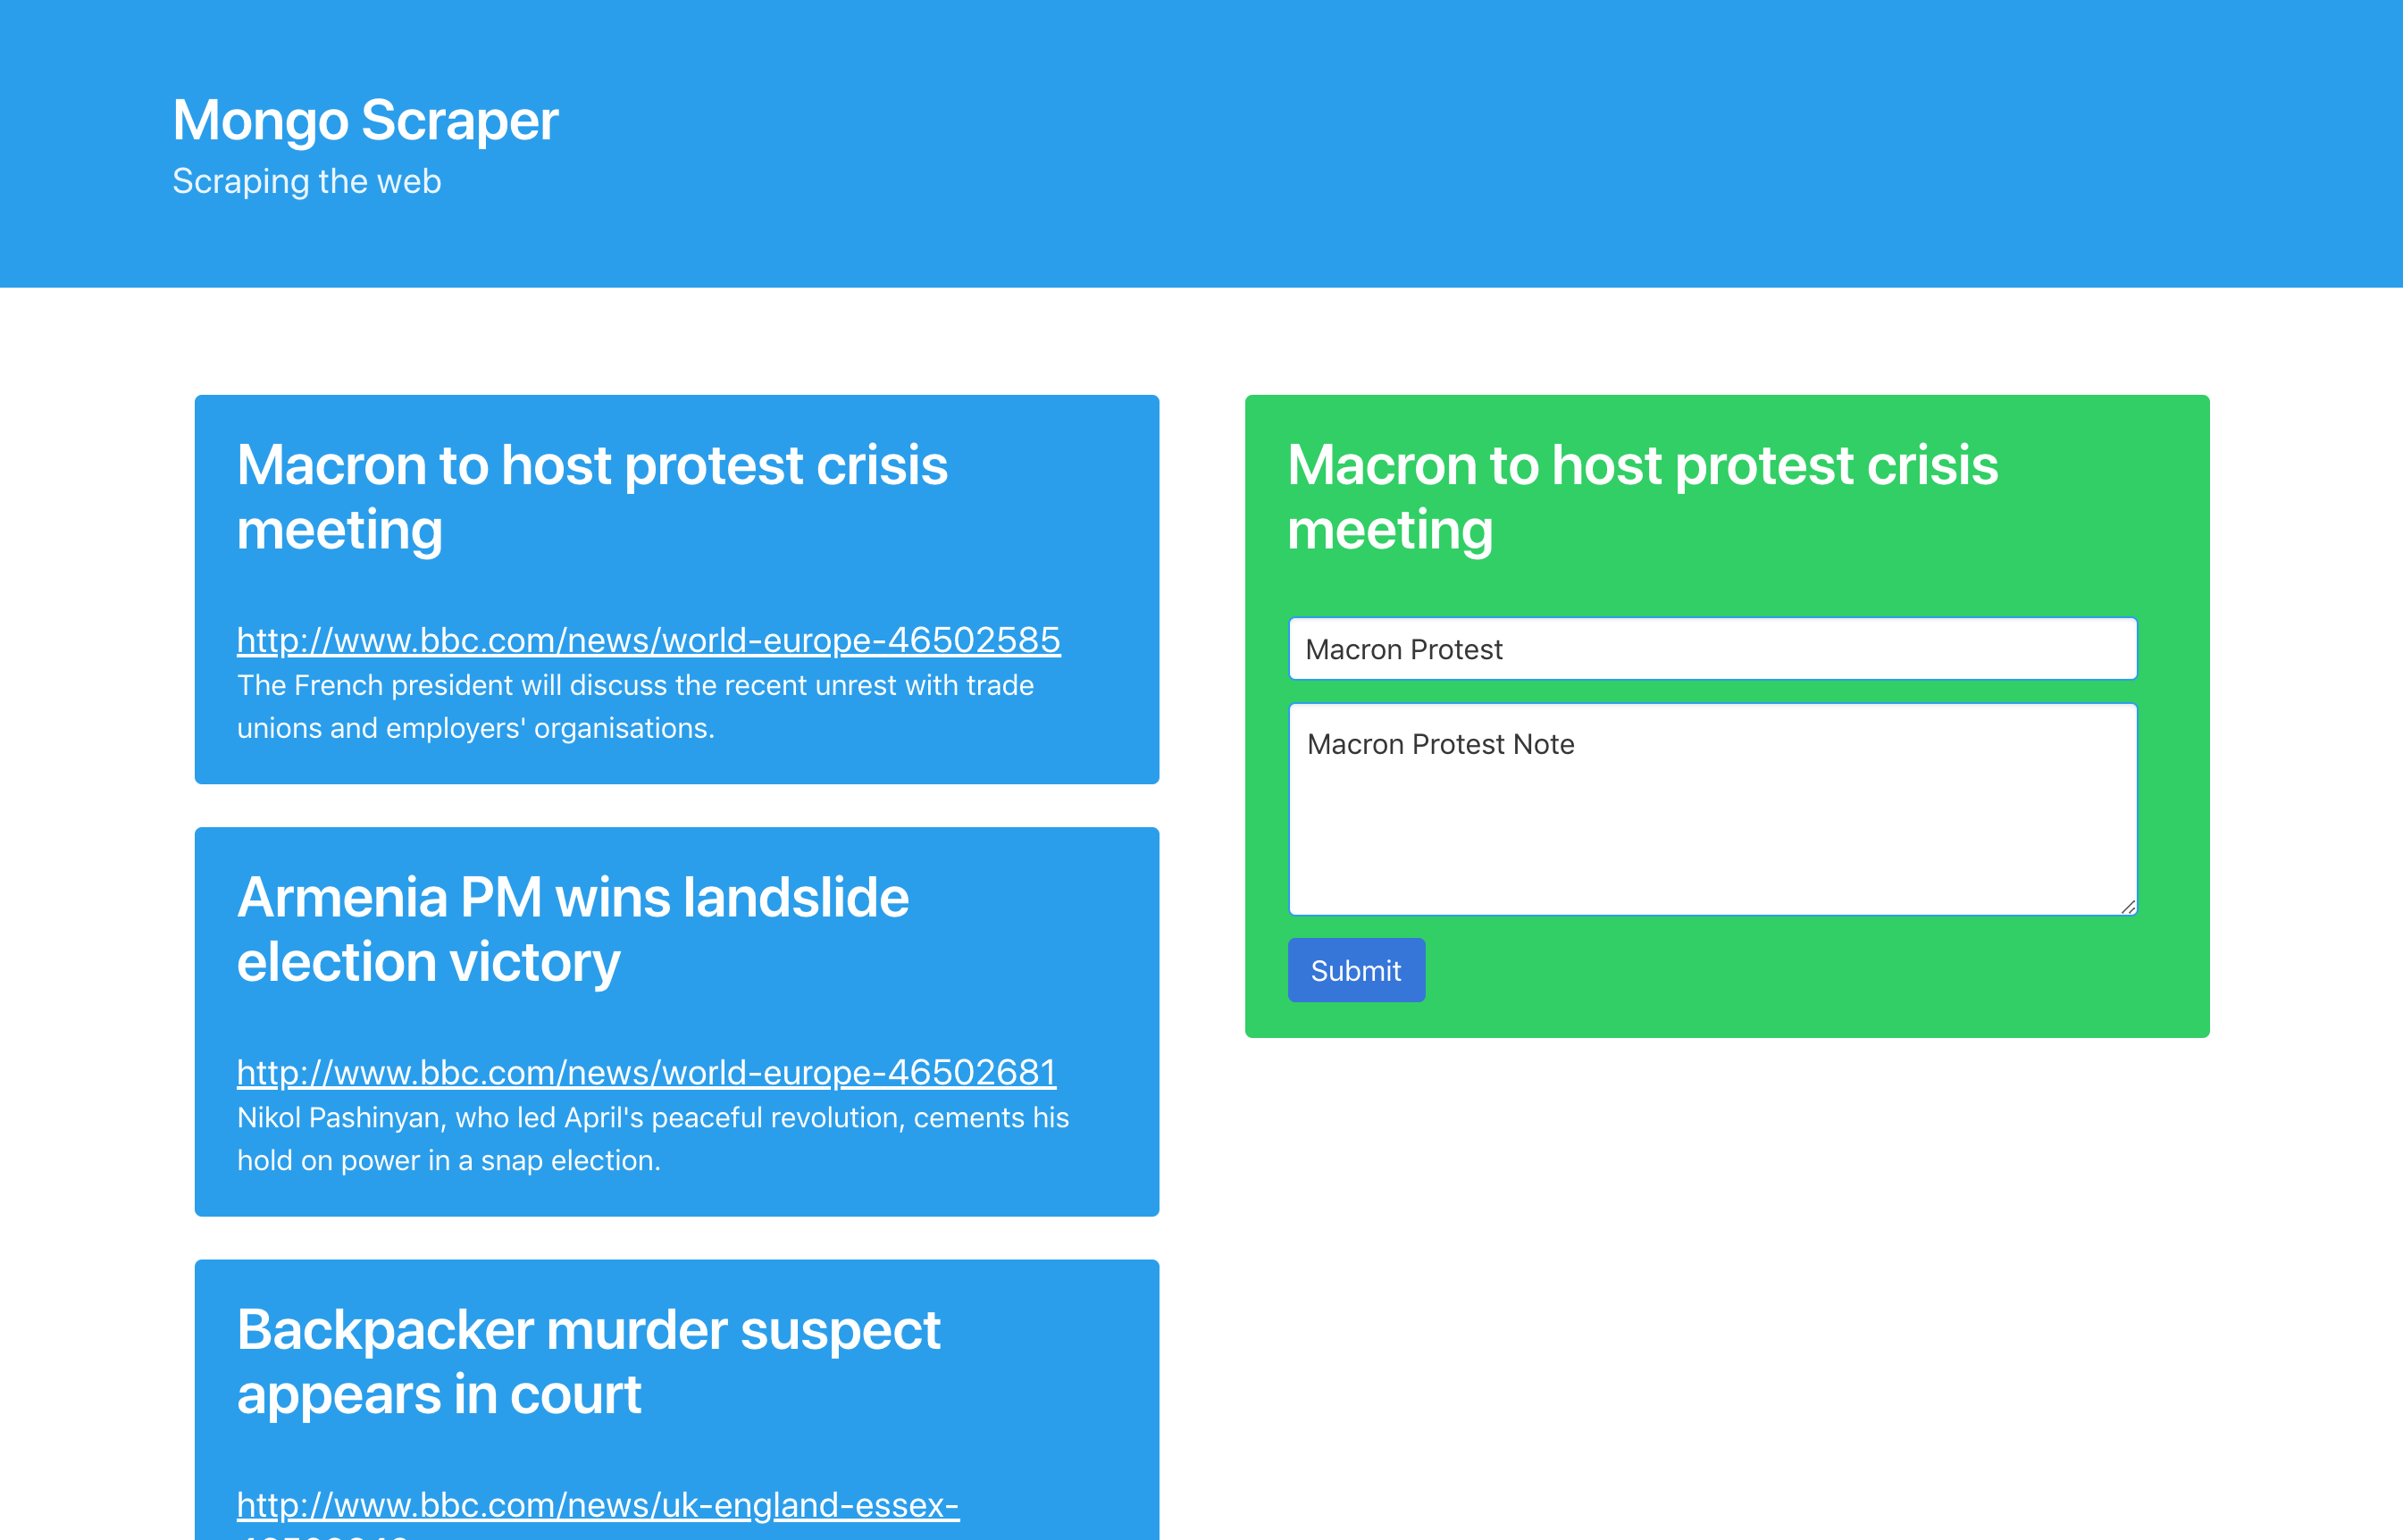 Mongo Scraper
Scraping the web
Macron to host protest crisis
meeting
http://www.bbc.com/news/world-europe-46502585
The French president will discuss the recent unrest with trade
unions and employers' organisations.
Armenia PM wins landslide
election victory
http://www.bbc.com/news/world-europe-46502681
Nikol Pashinyan, who led April's peaceful revolution, cements his
hold on power in a snap election.
Backpacker murder suspect
appears in court
http://www.bbc.com/news/uk-england-essex-
Macron to host protest crisis
meeting
Macron Protest
Macron Protest Note
Submit